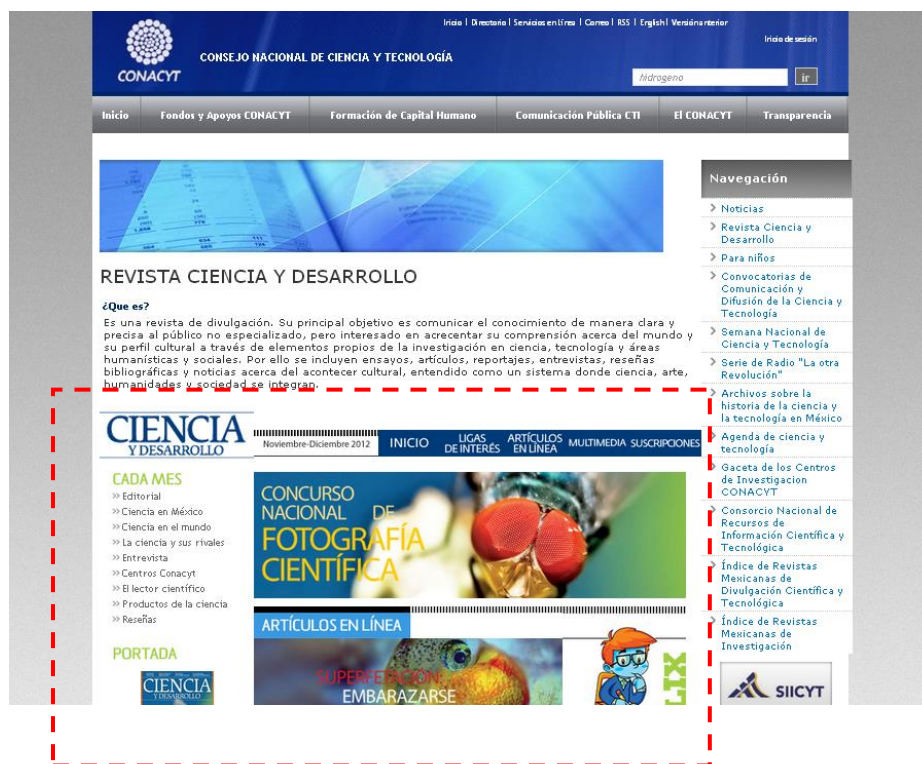 Inicio | Directorio | Servicios en línea | Correo | RSS | English | Versión anterior
Inicio de sesión
CONACYT
CONSEJO NACIONAL DE CIENCIA Y TECNOLOGÍA
hidrogeno
ir
Inicio Fondos y Apoyos CONACYT Formación de Capital Humano Comunicación Pública CTI El CONACYT Transparencia
REVISTA CIENCIA Y DESARROLLO
¿Que es?
Es una revista de divulgación. Su principal objetivo es comunicar el conocimiento de manera clara y
precisa al público no especializado, pero interesado en acrecentar su comprensión acerca del mundo y
su perfil cultural a través de elementos propios de la investigación en ciencia, tecnología y áreas
humanísticas y sociales. Por ello se incluyen ensayos, artículos, reportajes, entrevistas, reseñas
bibliográficas y noticias acerca del acontecer cultural, entendido como un sistema donde ciencia, arte,
humanidades y sociedad se integran.
CIENCIA
Y DESARROLLO
Noviembre-Diciembre 2012
INICIO
LIGAS
DE INTERÉS
ARTÍCULOS
EN LÍNEA
MULTIMEDIA
SUSCRIPCIONES
CADA MES
» Editorial
» Ciencia en México
» Ciencia en el mundo
» La ciencia y sus rivales
» Entrevista
» Centros Conacyt
» El lector científico
» Productos de la ciencia
» Reseñas
PORTADA
CIENCIA
Y DESARROLLO
CONCURSO
NACIONAL DE
FOTOGRAFÍA
CIENTÍFICA
ARTÍCULOS EN LÍNEA
SUPERFETACIÓN:
EMBARAZARSE
LIX
Navegación
Noticias
Revista Ciencia y
Desarrollo
Para niños
Convocatorias de
Comunicación y
Difusión de la Ciencia y
Tecnología
Semana Nacional de
Ciencia y Tecnología
Serie de Radio "La otra
Revolución"
Archivos sobre la
historia de la ciencia y
la tecnología en México
Agenda de ciencia y
tecnología
Gaceta de los Centros
de Investigacion
CONACYT
Consorcio Nacional de
Recursos de
Información Científica y
Tecnológica
Índice de Revistas
Mexicanas de
Divulgación Científica y
Tecnológica
Índice de Revistas
Mexicanas de
Investigación
SIICYT